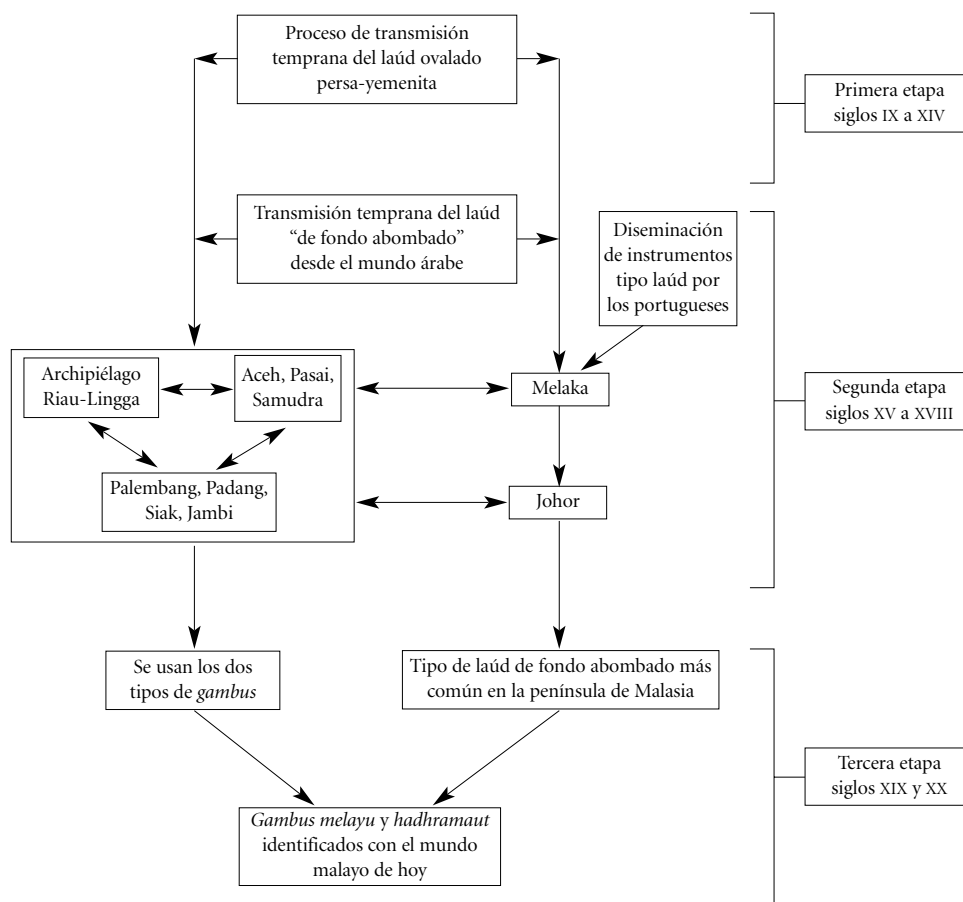 Proceso de transmisión
temprana del laúd ovalado
persa-yemenita
Primera etapa
siglos IX a XIV
Transmisión temprana del laúd
“de fondo abombado”
desde el mundo árabe
Diseminación
de instrumentos
tipo laúd por
los portugueses
Archipiélago
Riau-Lingga
Aceh, Pasai,
Samudra
Melaka
Segunda etapa
siglos XV a XVIII
Palembang, Padang,
Siak, Jambi
Johor
Se usan los dos
tipos de gambus
Tipo de laúd de fondo abombado más
común en la península de Malasia
Tercera etapa
siglos XIX y XX
Gambus melayu y hadhramaut
identificados con el mundo
malayo de hoy